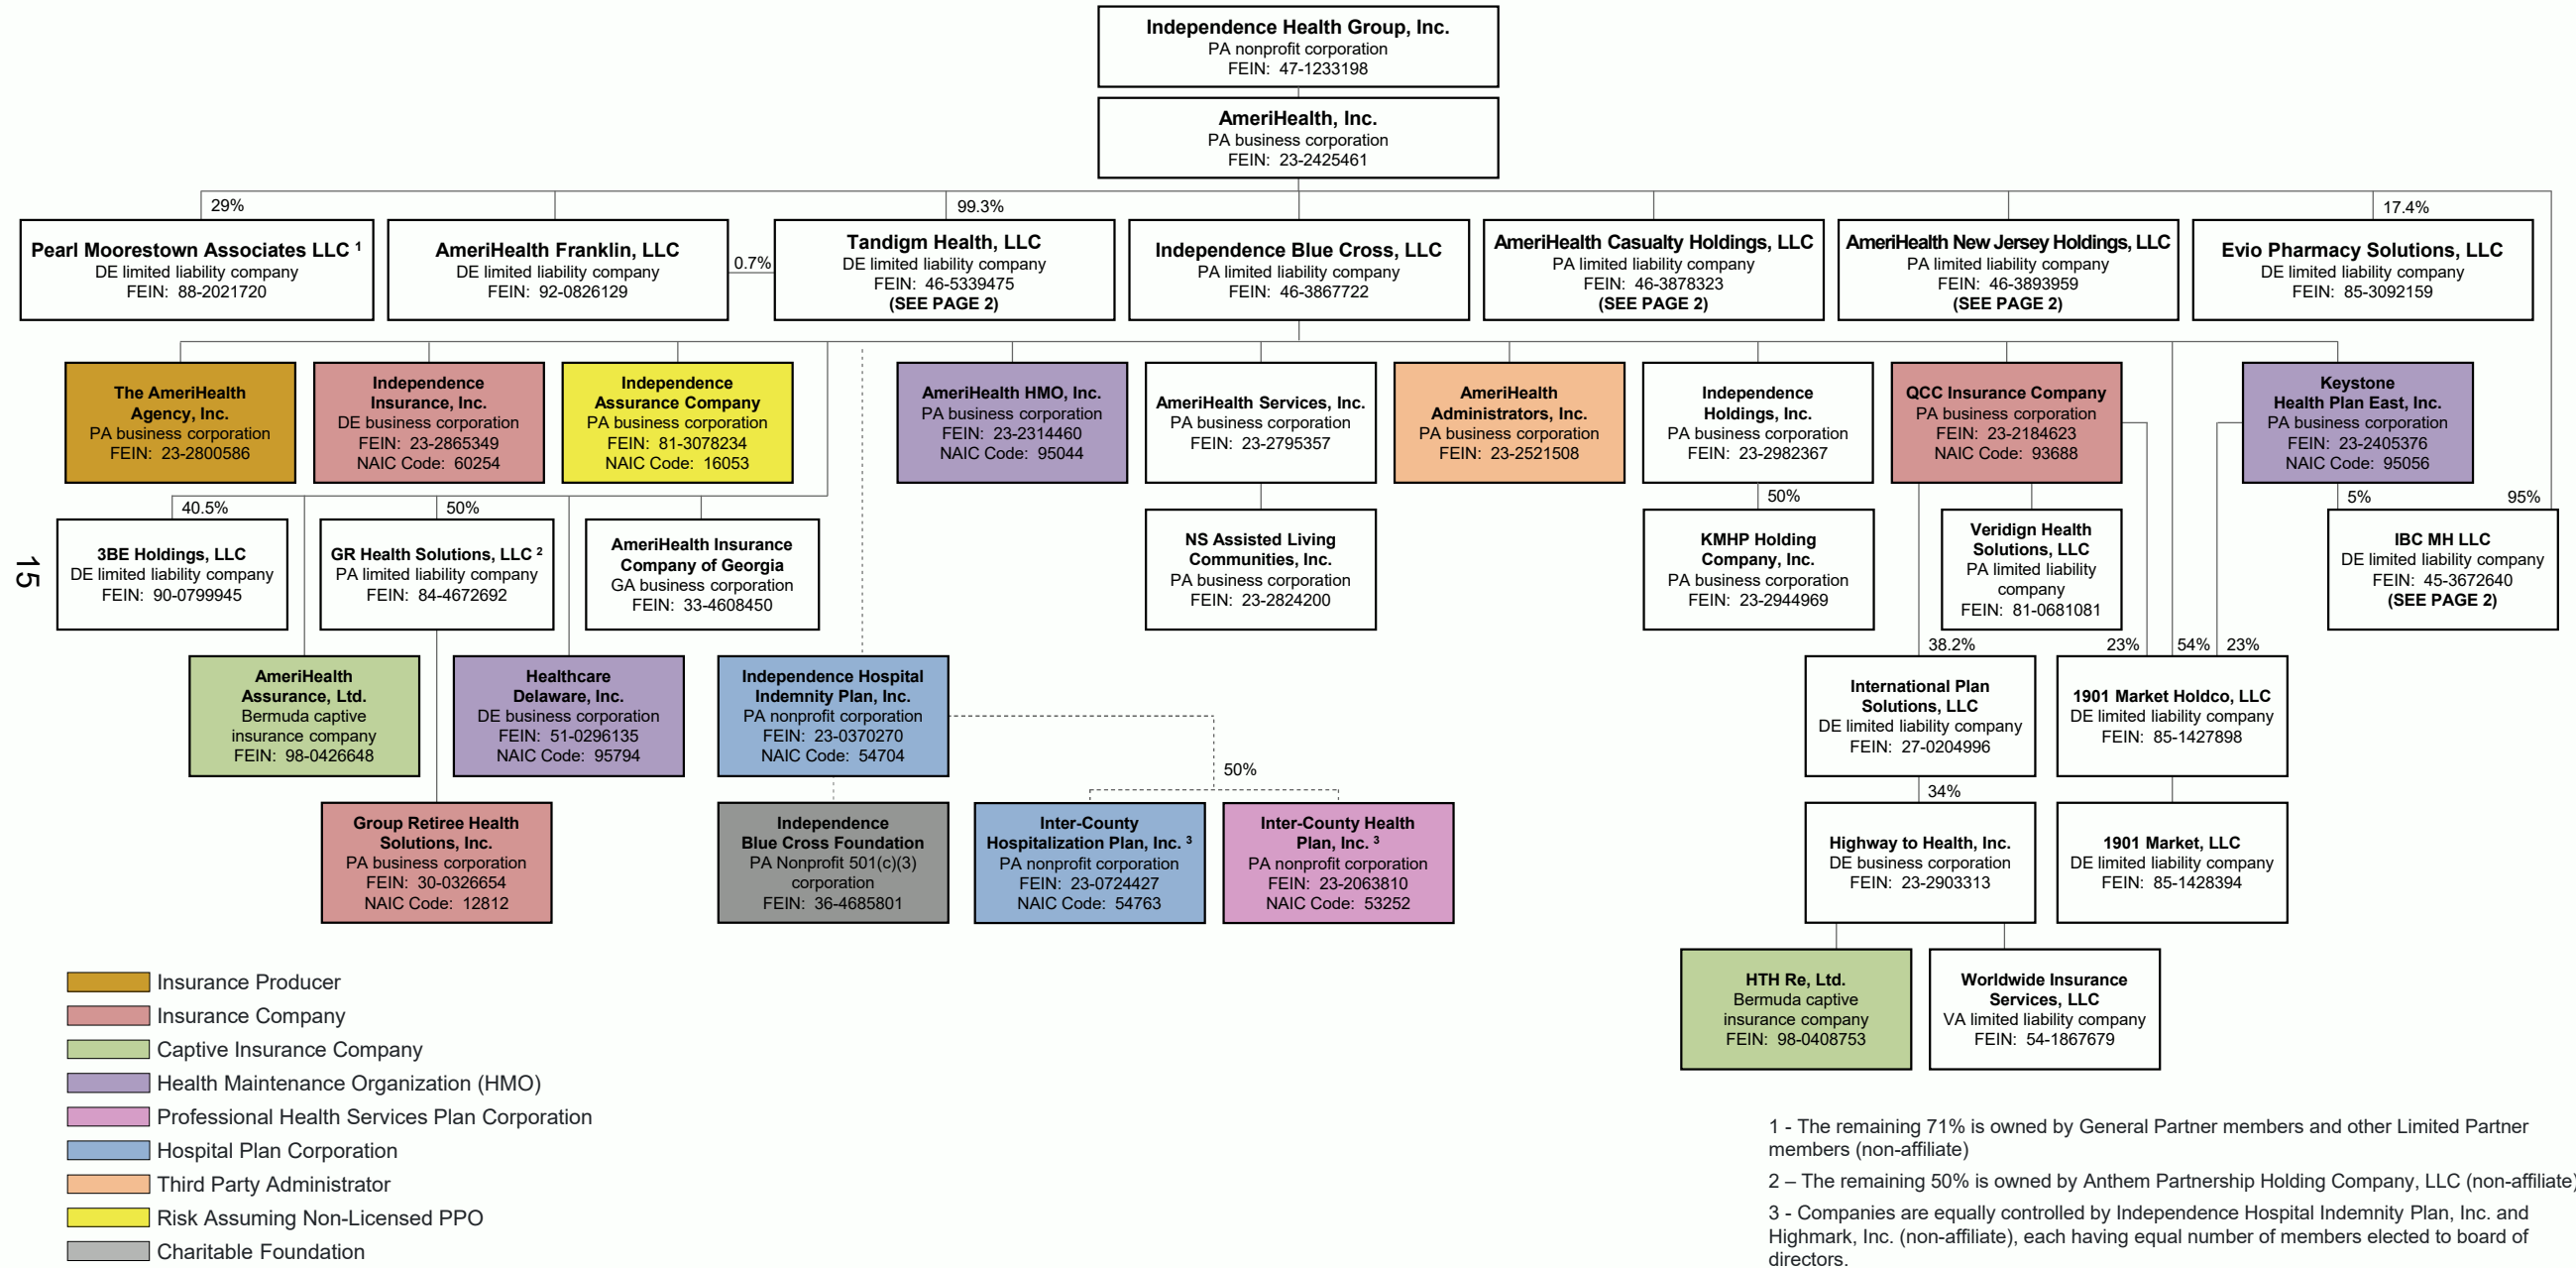 Independence Health Group, Inc.
PA nonprofit corporation
FEIN: 47-1233198
AmeriHealth, Inc.
PA business corporation
FEIN: 23-2425461
29%
99.3%
17.4%
Pearl Moorestown Associates LLC 1
DE limited liability company
FEIN: 88-2021720
AmeriHealth Franklin, LLC
DE limited liability company
FEIN: 92-0826129
0.7%
Tandigm Health, LLC
DE limited liability company
FEIN: 46-5339475
(SEE PAGE 2)
Independence Blue Cross, LLC
PA limited liability company
FEIN: 46-3867722
AmeriHealth Casualty Holdings, LLC
PA limited liability company
FEIN: 46-3878323
(SEE PAGE 2)
AmeriHealth New Jersey Holdings, LLC
PA limited liability company
FEIN: 46-3893959
(SEE PAGE 2)
Evio Pharmacy Solutions, LLC
DE limited liability company
FEIN: 85-3092159
The AmeriHealth
Agency, Inc.
PA business corporation
FEIN: 23-2800586
Independence
Insurance, Inc.
DE business corporation
FEIN: 23-2865349
NAIC Code: 60254
Independence
Assurance Company
PA business corporation
FEIN: 81-3078234
NAIC Code: 16053
AmeriHealth HMO, Inc.
PA business corporation
FEIN: 23-2314460
NAIC Code: 95044
AmeriHealth Services, Inc.
PA business corporation
FEIN: 23-2795357
AmeriHealth
Administrators, Inc.
PA business corporation
FEIN: 23-2521508
Independence
Holdings, Inc.
PA business corporation
FEIN: 23-2982367
QCC Insurance Company
PA business corporation
FEIN: 23-2184623
NAIC Code: 93688
Keystone
Health Plan East, Inc.
PA business corporation
FEIN: 23-2405376
NAIC Code: 95056
40.5%
50%
50%
5%
95%
3BE Holdings, LLC
DE limited liability company
FEIN: 90-0799945
GR Health Solutions, LLC 2
PA limited liability company
FEIN: 84-4672692
AmeriHealth Insurance
Company of Georgia
GA business corporation
FEIN: 33-4608450
NS Assisted Living
Communities, Inc.
PA business corporation
FEIN: 23-2824200
KMHP Holding
Company, Inc.
PA business corporation
FEIN: 23-2944969
Veridign Health
Solutions, LLC
PA limited liability
company
FEIN: 81-0681081
IBC MH LLC
DE limited liability company
FEIN: 45-3672640
(SEE PAGE 2)
15
38.2%
23%
54%
23%
AmeriHealth
Assurance, Ltd.
Bermuda captive
insurance company
FEIN: 98-0426648
Healthcare
Delaware, Inc.
DE business corporation
FEIN: 51-0296135
NAIC Code: 95794
Independence Hospital
Indemnity Plan, Inc.
PA nonprofit corporation
FEIN: 23-0370270
NAIC Code: 54704
International Plan
Solutions, LLC
DE limited liability company
FEIN: 27-0204996
1901 Market Holdco, LLC
DE limited liability company
FEIN: 85-1427898
50%
34%
Group Retiree Health
Solutions, Inc.
PA business corporation
FEIN: 30-0326654
NAIC Code: 12812
Independence
Blue Cross Foundation
PA Nonprofit 501(c)(3)
corporation
FEIN: 36-4685801
Inter-County
Hospitalization Plan, Inc. 3
PA nonprofit corporation
FEIN: 23-0724427
NAIC Code: 54763
Inter-County Health
Plan, Inc. 3
PA nonprofit corporation
FEIN: 23-2063810
NAIC Code: 53252
Highway to Health, Inc.
DE business corporation
FEIN: 23-2903313
1901 Market, LLC
DE limited liability company
FEIN: 85-1428394
HTH Re, Ltd.
Bermuda captive
insurance company
FEIN: 98-0408753
Worldwide Insurance
Services, LLC
VA limited liability company
FEIN: 54-1867679
Insurance Producer
Insurance Company
Captive Insurance Company
Health Maintenance Organization (HMO)
Professional Health Services Plan Corporation
Hospital Plan Corporation
Third Party Administrator
Risk Assuming Non-Licensed PPO
Charitable Foundation
1 - The remaining 71% is owned by General Partner members and other Limited Partner
members (non-affiliate)
2 – The remaining 50% is owned by Anthem Partnership Holding Company, LLC (non-affiliate)
3 - Companies are equally controlled by Independence Hospital Indemnity Plan, Inc. and
Highmark, Inc. (non-affiliate), each having equal number of members elected to board of
directors.